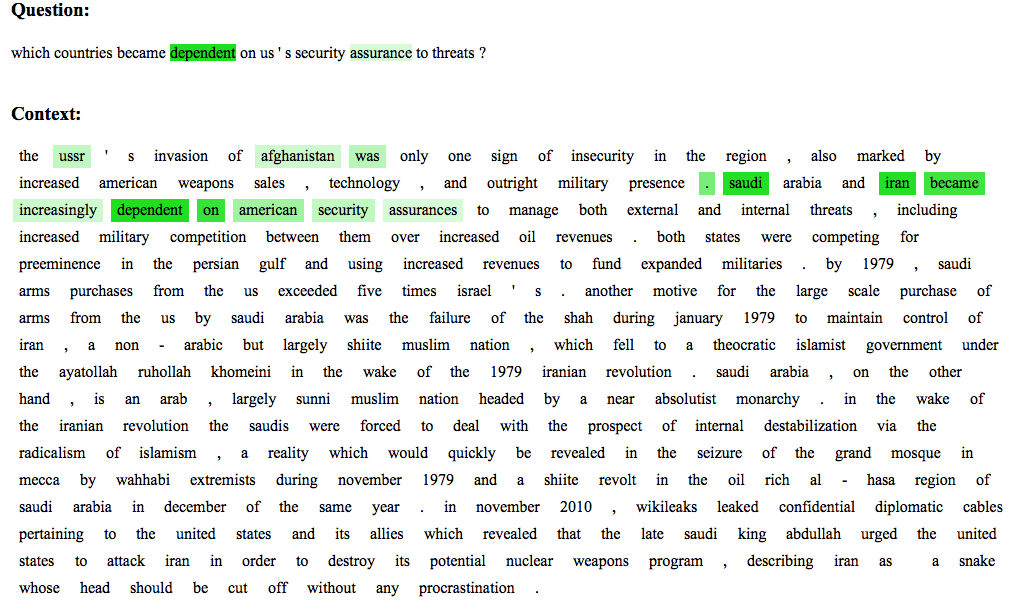 Question:
which countries became dependent on us ' s security assurance to threats ?
Context:
the ussr ' s invasion of afghanistan was only one sign of insecurity in the region , also marked by
increased american weapons sales , technology , and outright military presence . saudi arabia and iran became
increasingly dependent on american security assurances to manage both external and internal threats , including
increased military competition between them over increased oil revenues . both states were competing for
preeminence in the persian gulf and using increased revenues to fund expanded militaries . by 1979 , saudi
arms purchases from the us exceeded five times israel ' s . another motive for the large scale purchase of
arms from the us by saudi arabia was the failure of the shah during january 1979 to maintain control of
iran , a non - arabic but largely shiite muslim nation , which fell to a theocratic islamist government under
the ayatollah ruhollah khomeini in the wake of the 1979 iranian revolution . saudi arabia , on the other
hand , is an arab , largely sunni muslim nation headed by a near absolutist monarchy . in the wake of
the iranian revolution the saudis were forced to deal with the prospect of internal destabilization via the
radicalism of islamism , a reality which would quickly be revealed in the seizure of the grand mosque in
mecca by wahhabi extremists during november 1979 and a shiite revolt in the oil rich al - hasa region of
saudi arabia in december of the same year . in november 2010 , wikileaks leaked confidential diplomatic cables
pertaining to the united states and its allies which revealed that the late saudi king abdullah urged the united
states to attack iran in order to destroy its potential nuclear weapons program , describing iran as a snake
whose head should be cut off without any procrastination .